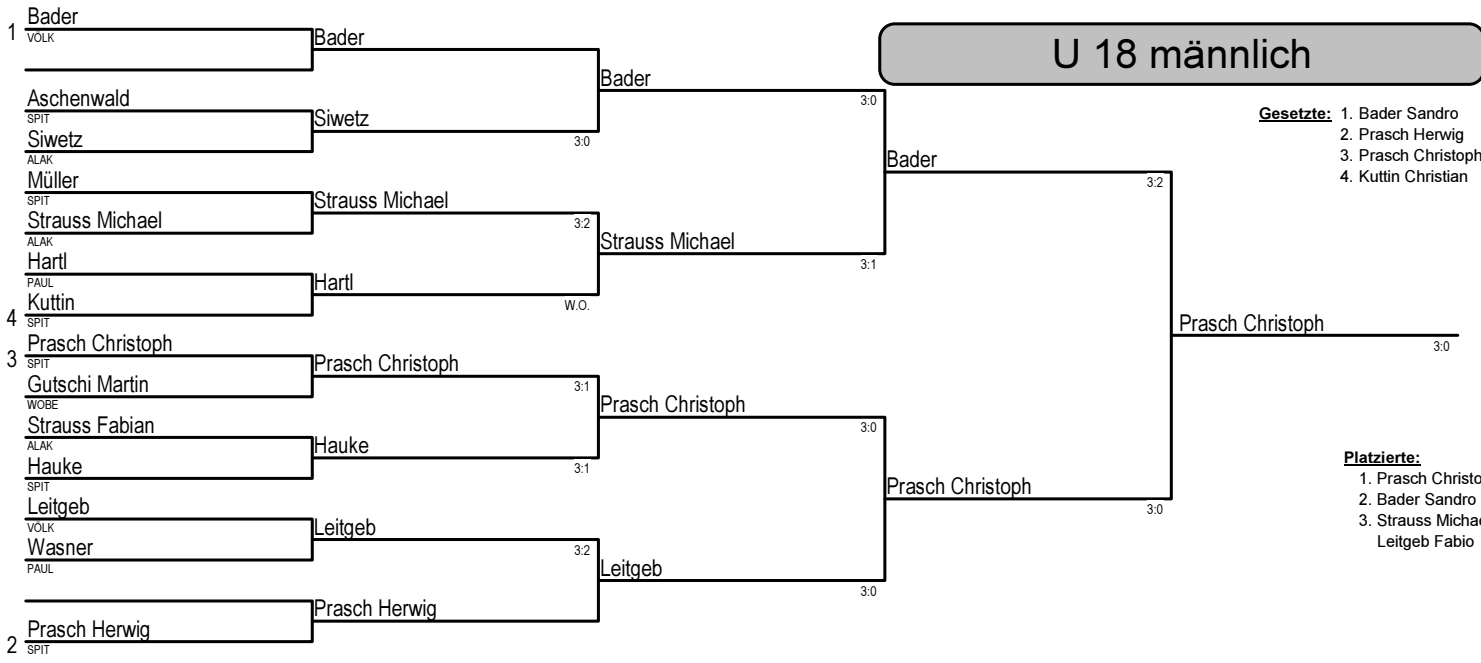 U 18 männlich
1
Bader
VÖLK
Aschenwald
SPIT
Siwetz
ALAK
Müller
SPIT
Strauss Michael
ALAK
Hartl
PAUL
4
Kuttin
SPIT
3
Prasch Christoph
SPIT
Gutschi Martin
WOBE
Strauss Fabian
ALAK
Hauke
SPIT
Leitgeb
VÖLK
Wasner
PAUL
2
Prasch Herwig
SPIT
Bader
Siwetz
3:0
Strauss Michael
3:2
Hartl
W.O.
Prasch Christoph
3:1
Hauke
3:1
Leitgeb
3:2
Prasch Herwig
Bader
3:0
Strauss Michael
3:1
Prasch Christoph
3:0
Leitgeb
3:0
Bader
3:2
Prasch Christoph
3:0
Prasch Christoph
3:0
Gesetzte: 1. Bader Sandro
2. Prasch Herwig
3. Prasch Christoph
4. Kuttin Christian
Platzierte:
1. Prasch Christo
2. Bader Sandro
3. Strauss Michae
Leitgeb Fabio